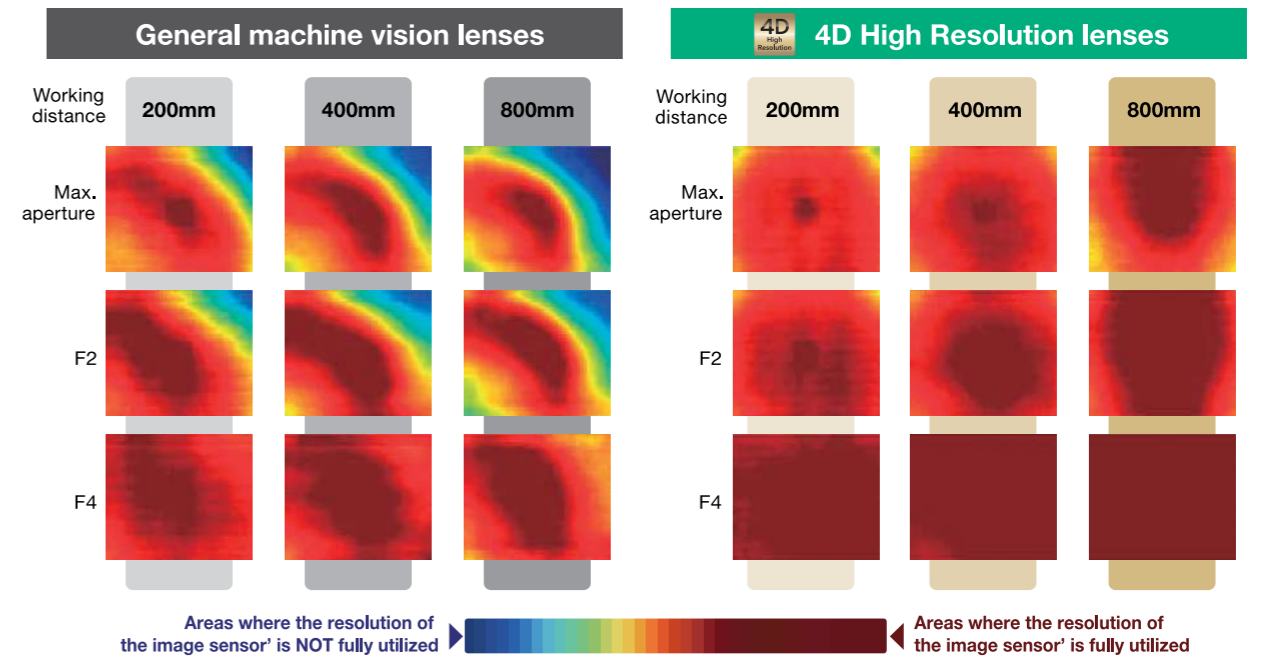 General machine vision lenses
Working
distance
200mm
400mm
800mm
Max.
aperture
F2
F4
4D
High
Resolution
4D High Resolution lenses
Working
distance
200mm
400mm
800mm
Max.
aperture
F2
F4
Areas where the resolution of
the image sensor’ is NOT fully utilized
Areas where the resolution of
the image sensor’ is fully utilized